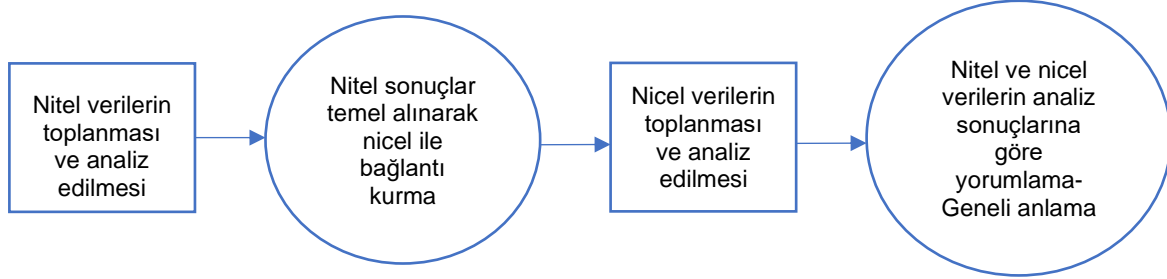 Nitel verilerin
toplanması
ve analiz
edilmesi
Nitel sonuçlar
temel alınarak
nicel ile
bağlantı
kurma
Nicel verilerin
toplanması
ve analiz
edilmesi
Nitel ve nicel
verilerin analiz
sonuçlarına
göre
yorumlama-
Geneli anlama